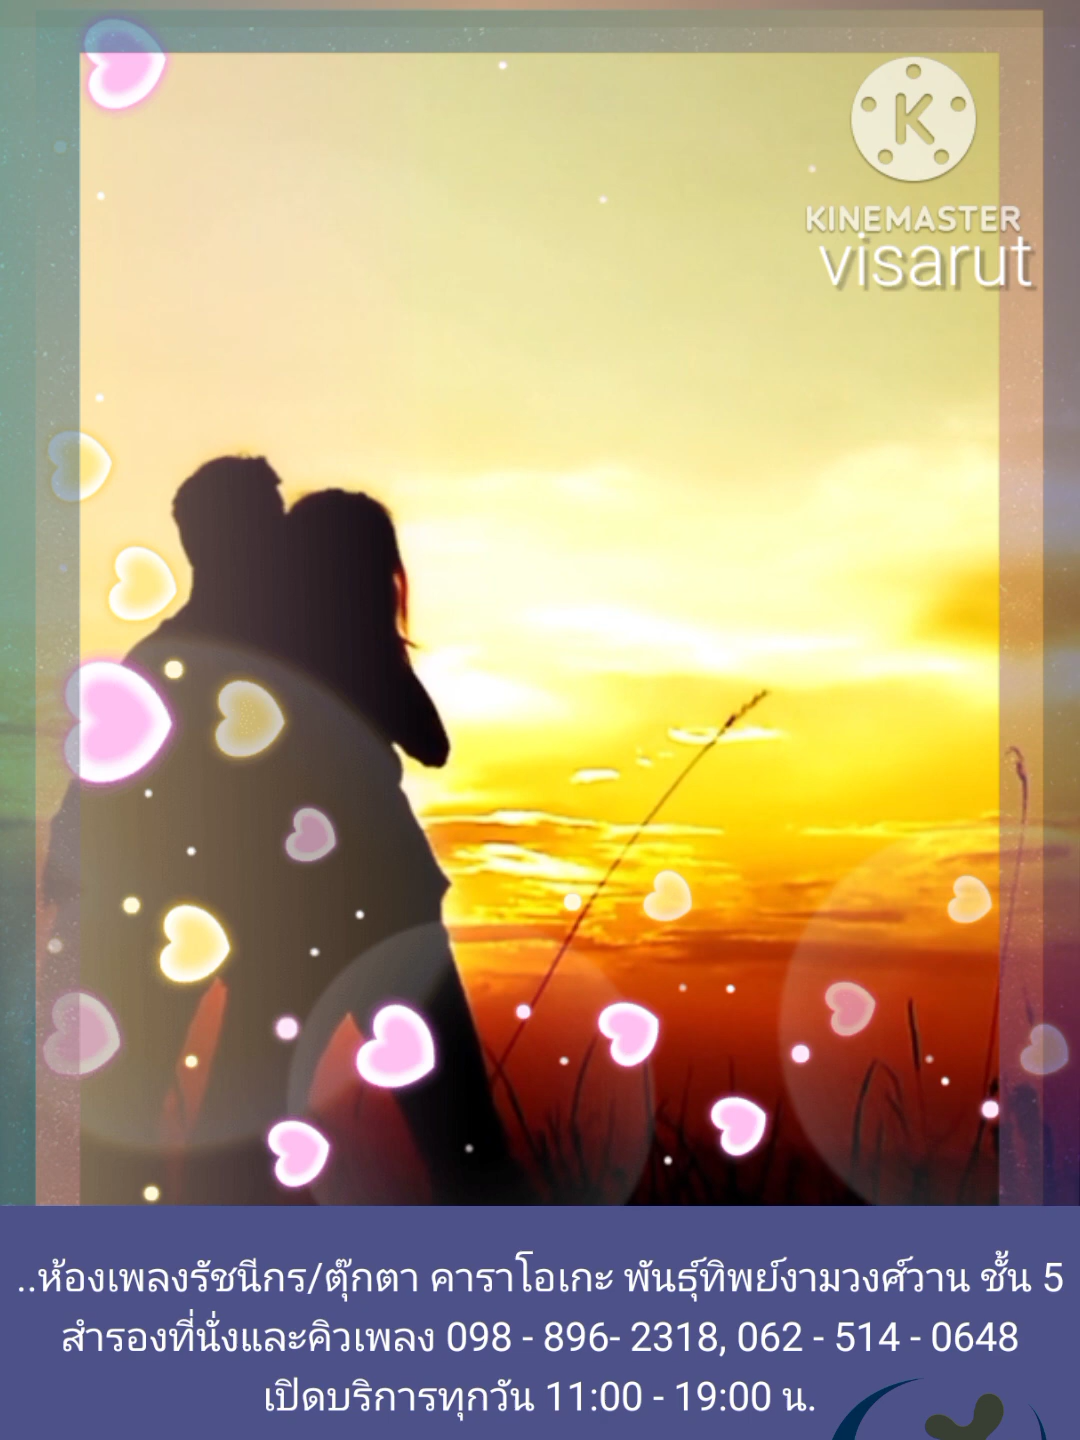 K
KINEMASTER
visarut
..ห้องเพลงรัชนีกร/ตุ๊กตา คาราโอเกะ พันธุ์ทิพย์งามวงศ์วาน ชั้น 5
สำรองที่นั่งและคิวเพลง 098 - 896- 2318, 062 - 514 - 0648
เปิดบริการทุกวัน 11:00 - 19:00 น.